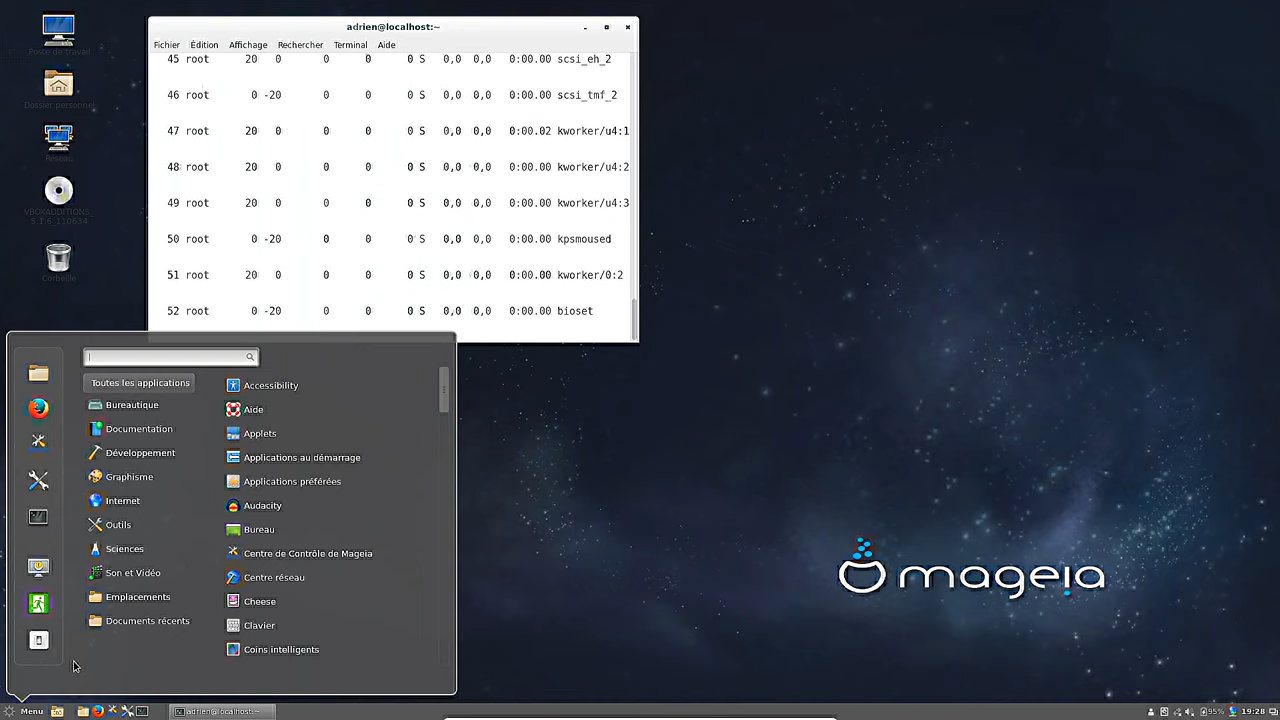 adrien@localhost:~
Fichier Édition Affichage Rechercher Terminal Aide
45 root 20 0 0 0 0 S 0,0 0,0 0:00.00 scsi_eh_2
46 root 0 -20 0 0 0 S 0,0 0,0 0:00.00 scsi_tmf_2
47 root 20 0 0 0 0 S 0,0 0,0 0:00.02 kworker/u4:1
48 root 20 0 0 0 0 S 0,0 0,0 0:00.00 kworker/u4:2
49 root 20 0 0 0 0 S 0,0 0,0 0:00.00 kworker/u4:3
50 root 0 -20 0 0 0 S 0,0 0,0 0:00.00 kpsmoused
51 root 20 0 0 0 0 S 0,0 0,0 0:00.00 kworker/0:2
52 root 0 -20 0 0 0 S 0,0 0,0 0:00.00 bioset
Poste de travail
Dossier personnel
Réseau
VBOXADDITIONS_
5.1.6_110634
Corbeille
Toutes les applications
Bureautique
Documentation
Développement
Graphisme
Internet
Outils
Sciences
Son et Vidéo
Emplacements
Documents récents
Accessibility
Aide
Applets
Applications au démarrage
Applications préférées
Audacity
Bureau
Centre de Contrôle de Mageia
Centre réseau
Cheese
Clavier
Coins intelligents
mageia
Menu
adrien@localhost:~
95%
19:28